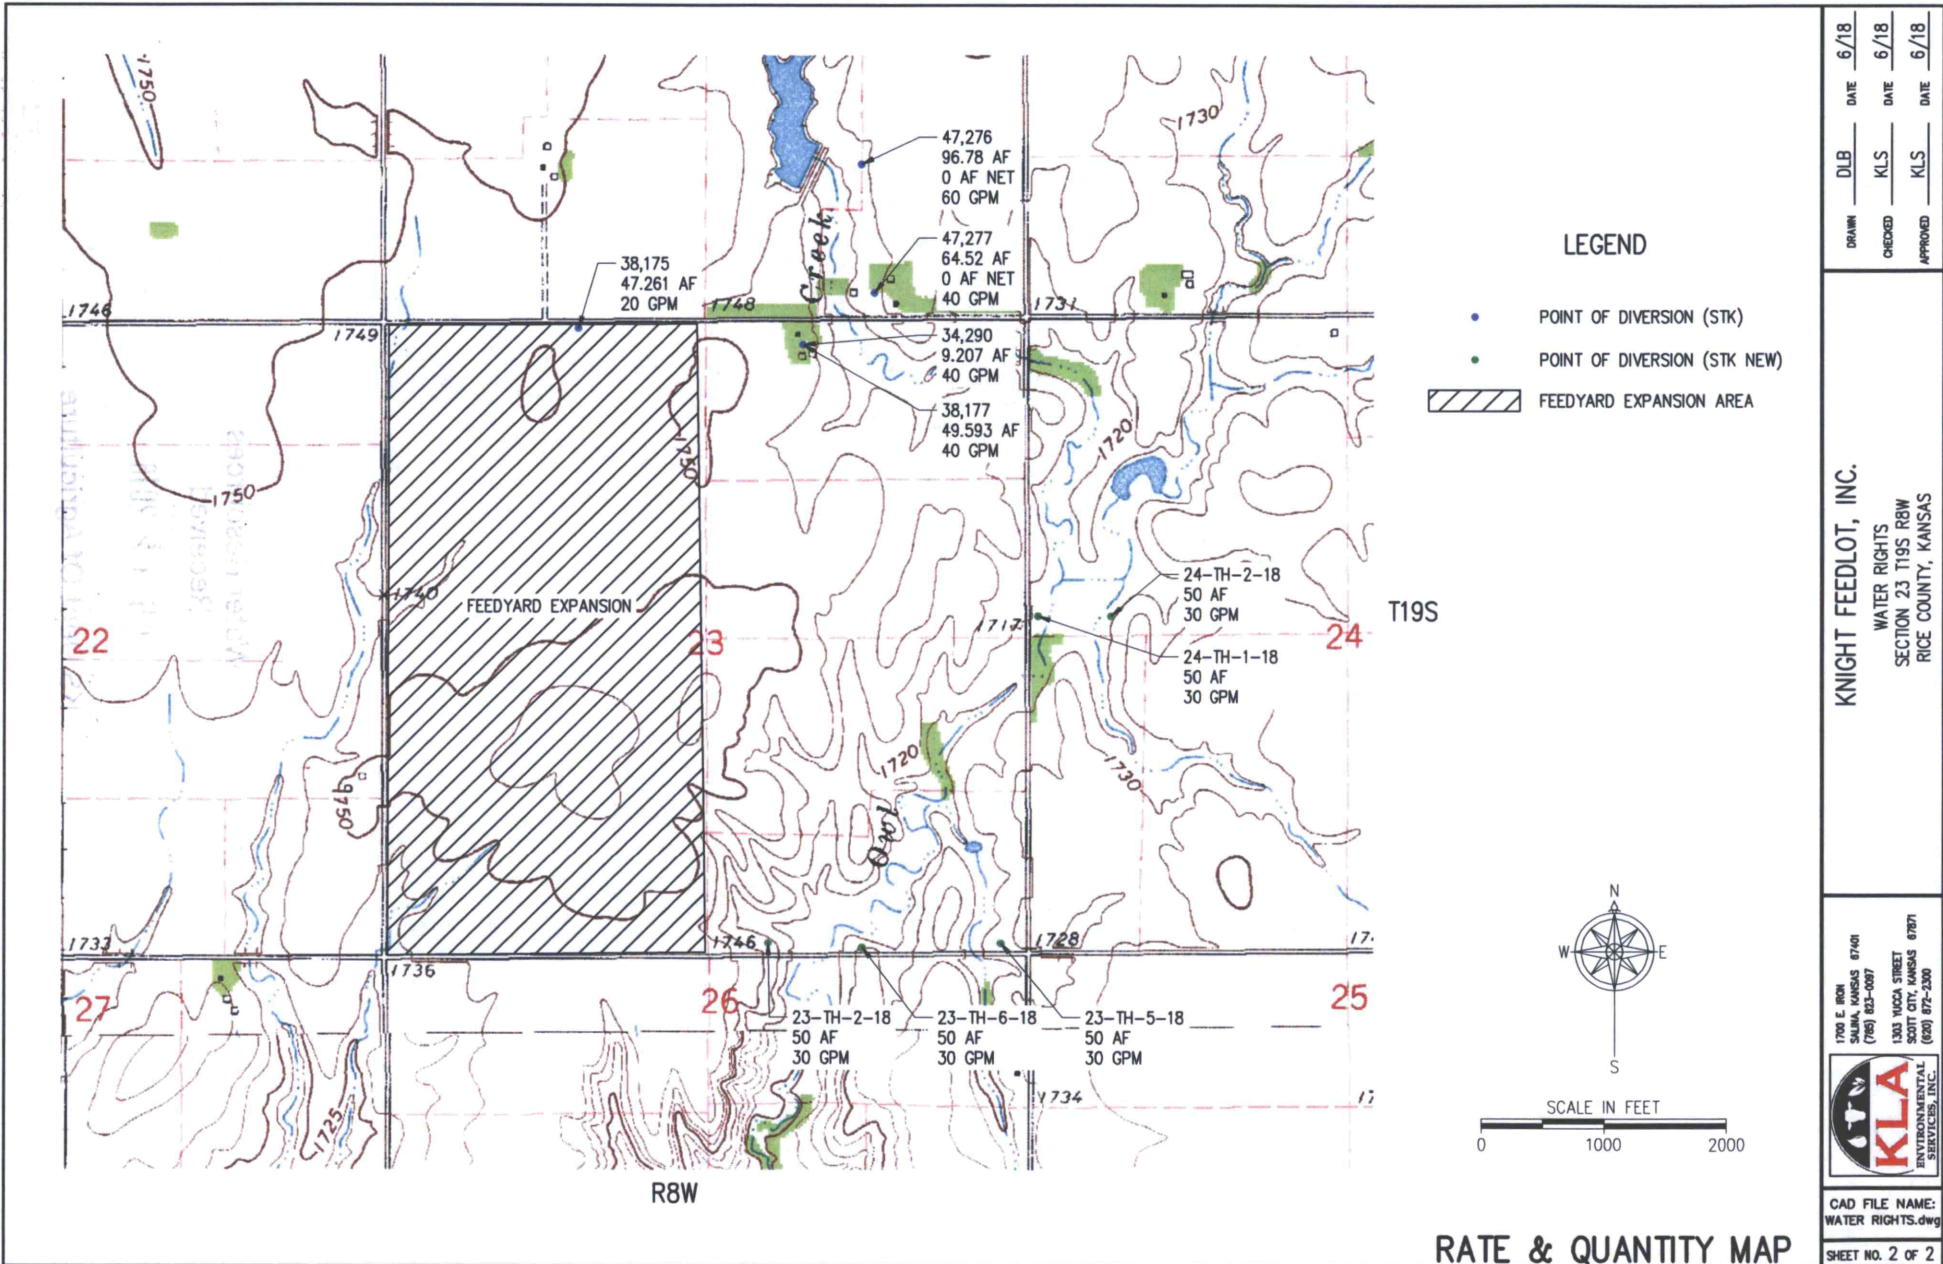 1750
1730
47,276
96.78 AF
0 AF NET
60 GPM
Creek
47,277
64.52 AF
0 AF NET
40 GPM
38,175
47.261 AF
20 GPM
1746
1748
1731
1749
34,290
9.207 AF
40 GPM
38,177
49.593 AF
40 GPM
1750
1720
1750
24-TH-2-18
50 AF
30 GPM
1740
FEEDYARD EXPANSION
22
23
1717
24
T19S
24-TH-1-18
50 AF
30 GPM
1720
1730
1750
Owl
1733
1746
1728
1736
27
26
25
23-TH-2-18
50 AF
30 GPM
23-TH-6-18
50 AF
30 GPM
23-TH-5-18
50 AF
30 GPM
1725
1734
R8W
LEGEND
POINT OF DIVERSION (STK)
POINT OF DIVERSION (STK NEW)
FEEDYARD EXPANSION AREA
N
W
E
S
SCALE IN FEET
0 1000 2000
RATE & QUANTITY MAP
DRAWN DLB DATE 6/18
CHECKED KLS DATE 6/18
APPROVED KLS DATE 6/18
KNIGHT FEEDLOT, INC.
WATER RIGHTS
SECTION 23 T19S R8W
RICE COUNTY, KANSAS
1700 E. IRON
SALINA, KANSAS 67401
(785) 823-0097
1303 YUCCA STREET
SCOTT CITY, KANSAS 67871
(620) 872-2300
KLA
ENVIRONMENTAL
SERVICES, INC.
CAD FILE NAME:
WATER RIGHTS.dwg
SHEET NO. 2 OF 2